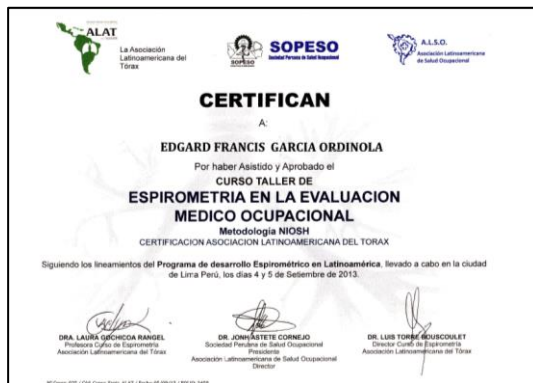 ALAT
La Asociación
Latinoamericana del
Tórax
SOPESO
SOPESO
Sociedad Peruana de Salud Ocupacional
A.L.S.O.
Asociación Latinoamericana
de Salud Ocupacional
CERTIFICAN
A:
EDGARD FRANCIS GARCIA ORDINOLA
Por haber Asistido y Aprobado el
CURSO TALLER DE
ESPIROMETRIA EN LA EVALUACION
MEDICO OCUPACIONAL
Metodología NIOSH
CERTIFICACION ASOCIACION LATINOAMERICANA DEL TORAX
Siguiendo los lineamientos del Programa de desarrollo Espirométrico en Latinoamérica, llevado a cabo en la ciudad
de Lima Perú, los días 4 y 5 de Setiembre de 2013.
DRA. LAURA GOCHICOA RANGEL
Profesora Curso de Espirometría
Asociación Latinoamericana del Tórax
DR. JONH ASTETE CORNEJO
Sociedad Peruana de Salud Ocupacional
Presidente
Asociación Latinoamericana de Salud Ocupacional
Director
DR. LUIS TORRE BOUSCOULET
Director Curso de Espirometría
Asociación Latinoamericana del Tórax